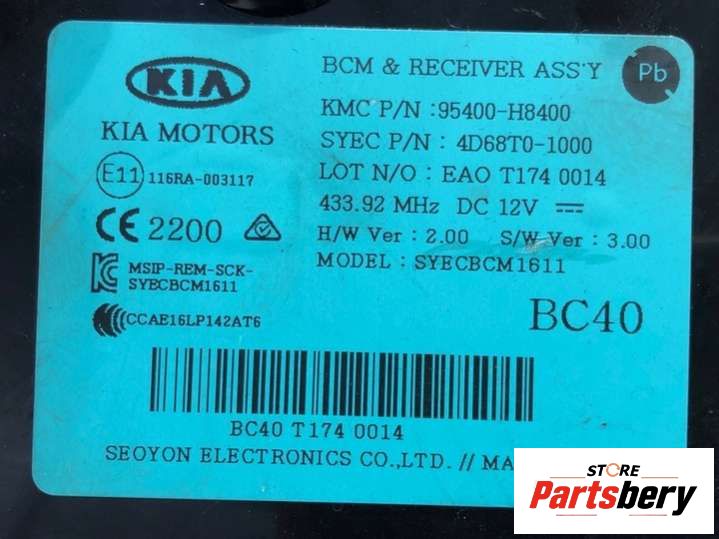 KIA
KIA MOTORS
BCM & RECEIVER ASS'Y
Pb
KMC P/N :95400-H8400
SYEC P/N : 4D68T0-1000
LOT N/O : EAO T174 0014
433.92 MHz DC 12V
H/W Ver : 2.00 S/W Ver : 3.00
MODEL : SYECBCM1611
E11 116RA-003117
CE 2200
MSIP-REM-SCK-
SYECBCM1611
CCAE16LP142AT6
BC40
BC40 T174 0014
SEOYON ELECTRONICS CO.,LTD. // MA
STORE
Partsbery